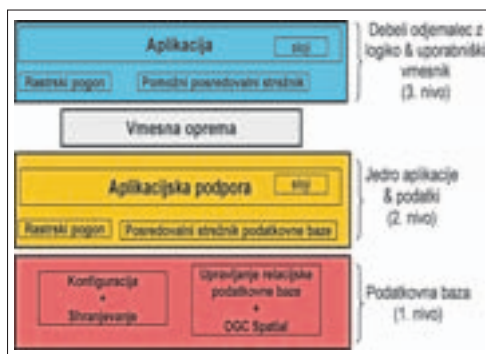 Aplikacija
sloji
Rastrski pogon
Pomožni posredovalni strežnik
Debeli odjemalec z
logiko & uporabniški
vmesnik
(3. nivo)
Vmesna oprema
Aplikacijska podpora
sloji
Rastrski pogon
Posredovalni strežnik podatkovne baze
Jedro aplikacije
& podatki
(2. nivo)
Konfiguracija
+
Shranjevanje
Upravljanje relacijske
podatkovne baze
+
OGC Spatial
Podatkovna baza
(1. nivo)